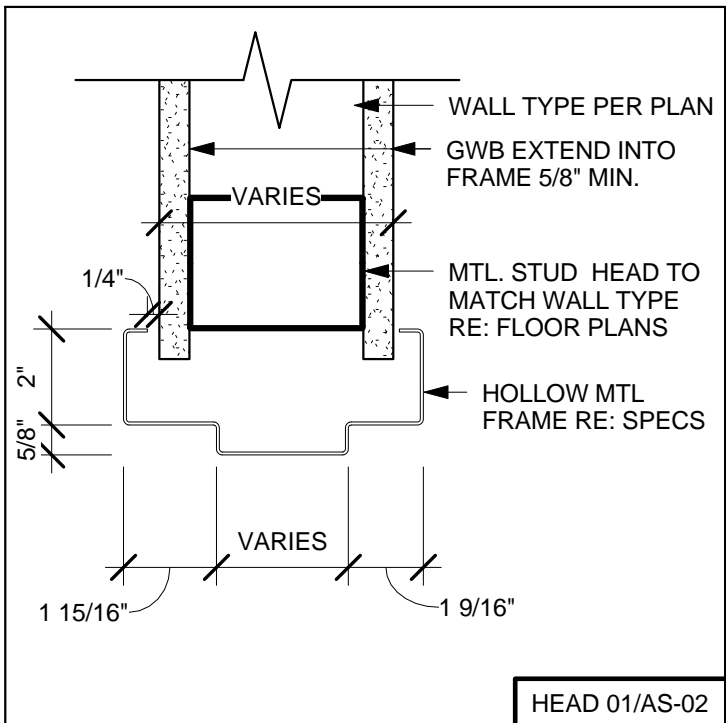 WALL TYPE PER PLAN
GWB EXTEND INTO
FRAME 5/8" MIN.
VARIES
1/4"
MTL. STUD HEAD TO
MATCH WALL TYPE
RE: FLOOR PLANS
2"
HOLLOW MTL
FRAME RE: SPECS
5/8"
VARIES
1 15/16"
1 9/16"
HEAD 01/AS-02